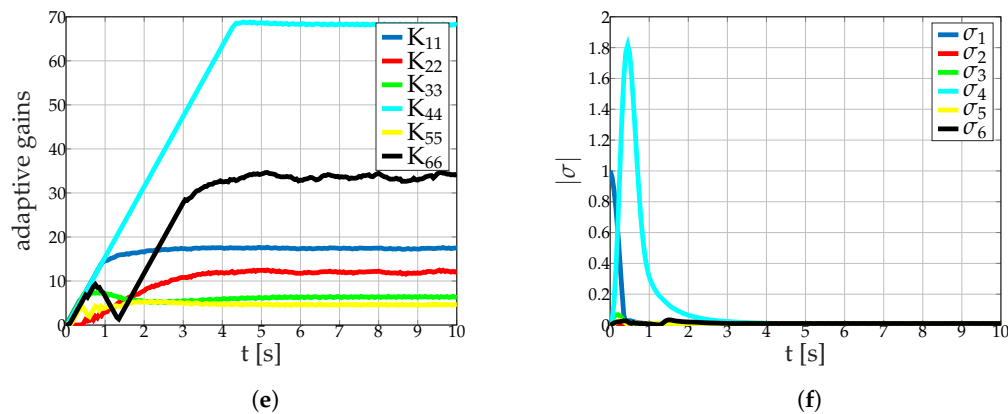 70
60
50
40
30
20
10
0
adaptive gains
K₁₁
K₂₂
K₃₃
K₄₄
K₅₅
K₆₆
0 1 2 3 4 5 6 7 8 9 10
t [s]
(e)
2
1.8
1.6
1.4
1.2
1
0.8
0.6
0.4
0.2
0
|σ|
σ₁
σ₂
σ₃
σ₄
σ₅
σ₆
0 1 2 3 4 5 6 7 8 9 10
t [s]
(f)